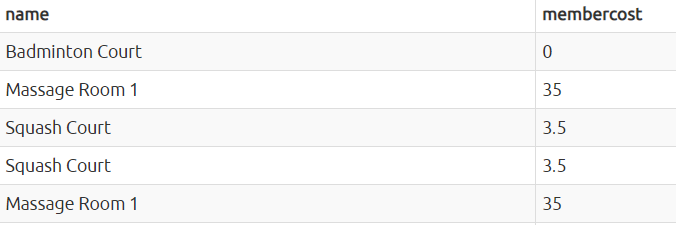 name membercost
Badminton Court 0
Massage Room 1 35
Squash Court 3.5
Squash Court 3.5
Massage Room 1 35